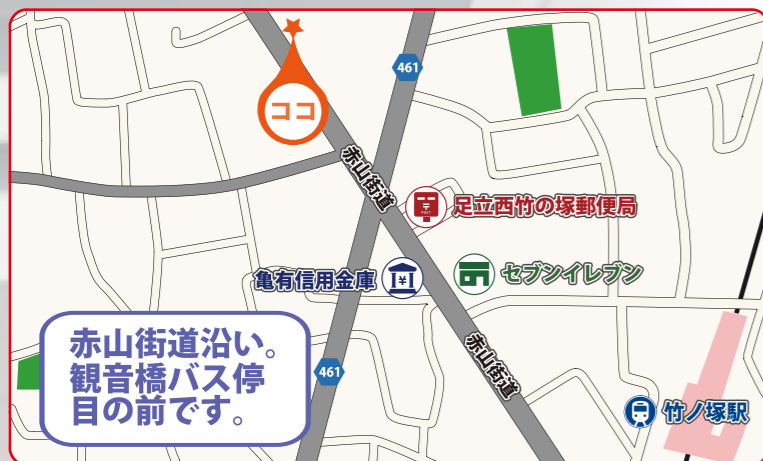 461
ココ
赤山街道
足立西竹の塚郵便局
〒
POST
亀有信用金庫
¥
セブンイレブン
赤山街道沿い。
観音橋バス停
目の前です。
461
赤山街道
竹ノ塚駅